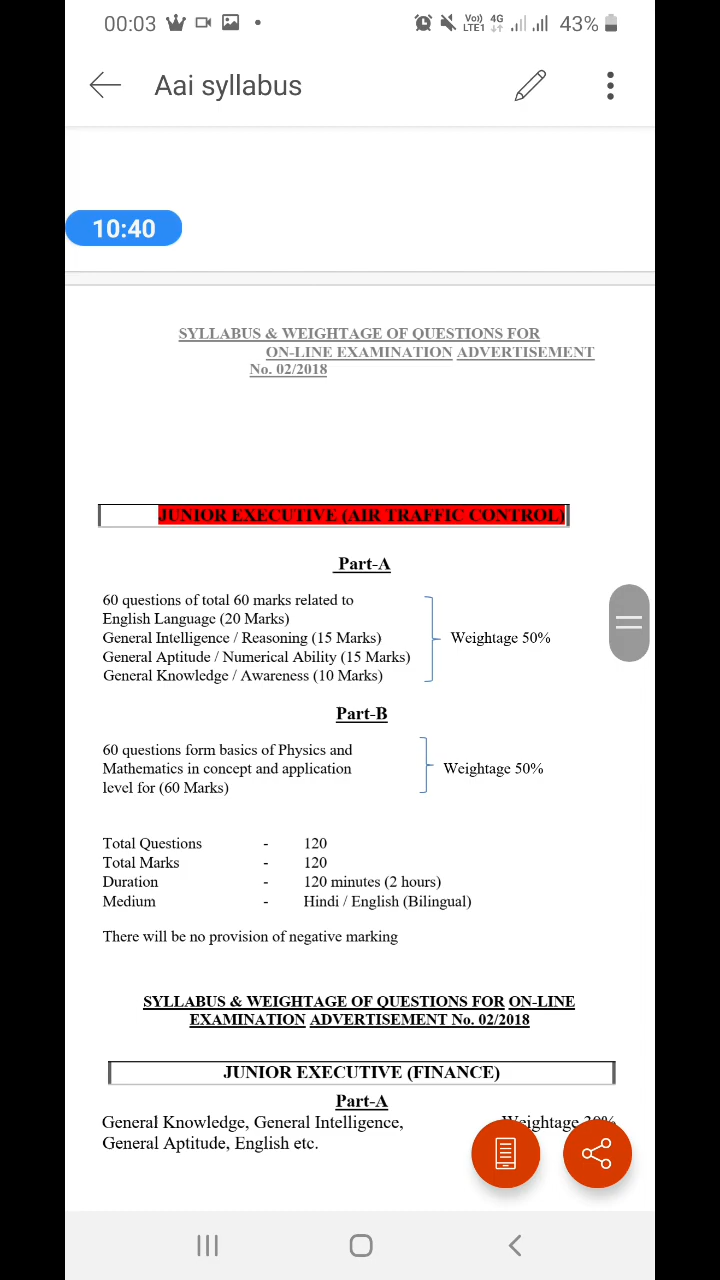 00:03
Vo)) 4G
LTE1
43%
Aai syllabus
10:40
SYLLABUS & WEIGHTAGE OF QUESTIONS FOR
ON-LINE EXAMINATION ADVERTISEMENT
No. 02/2018
JUNIOR EXECUTIVE (AIR TRAFFIC CONTROL)
Part-A
60 questions of total 60 marks related to
English Language (20 Marks)
General Intelligence / Reasoning (15 Marks) Weightage 50%
General Aptitude / Numerical Ability (15 Marks)
General Knowledge / Awareness (10 Marks)
Part-B
60 questions form basics of Physics and
Mathematics in concept and application Weightage 50%
level for (60 Marks)
Total Questions - 120
Total Marks - 120
Duration - 120 minutes (2 hours)
Medium - Hindi / English (Bilingual)
There will be no provision of negative marking
SYLLABUS & WEIGHTAGE OF QUESTIONS FOR ON-LINE
EXAMINATION ADVERTISEMENT No. 02/2018
JUNIOR EXECUTIVE (FINANCE)
Part-A
General Knowledge, General Intelligence, Weightage
General Aptitude, English etc.